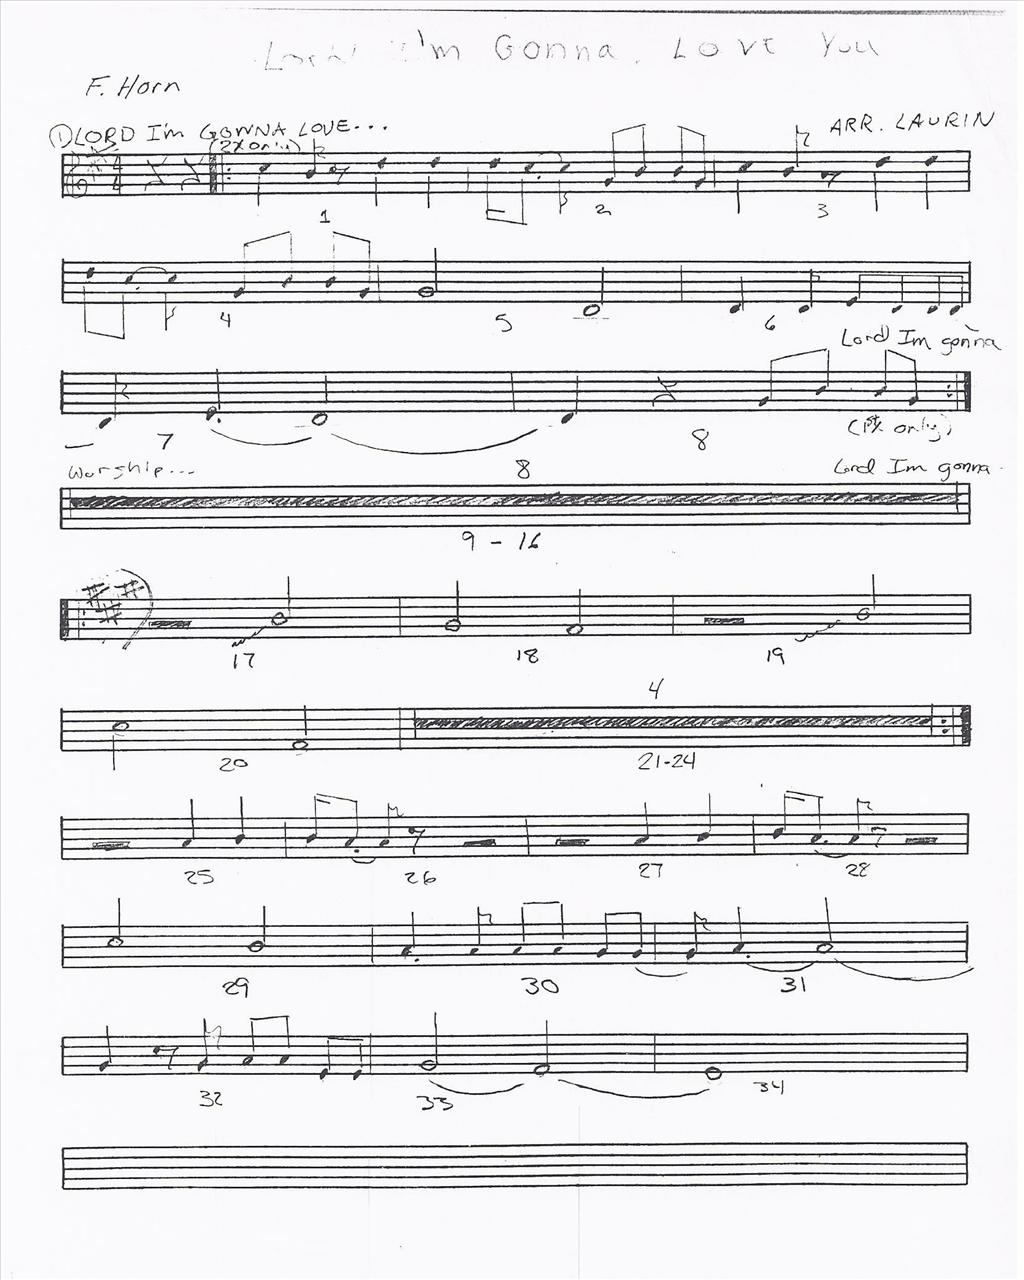 Lord I'm Gonna Love You
F. Horn
① LORD I'm GONNA LOVE...
(2x only)
ARR. LAURIN
4
4
1 2 3
4 5 6
Lord Im gonna
7 8
(1st x only)
Worship... 8 Lord Im gonna
9 - 16
17 18 19
4
20 21-24
25 26 27 28
29 30 31
32 33 34